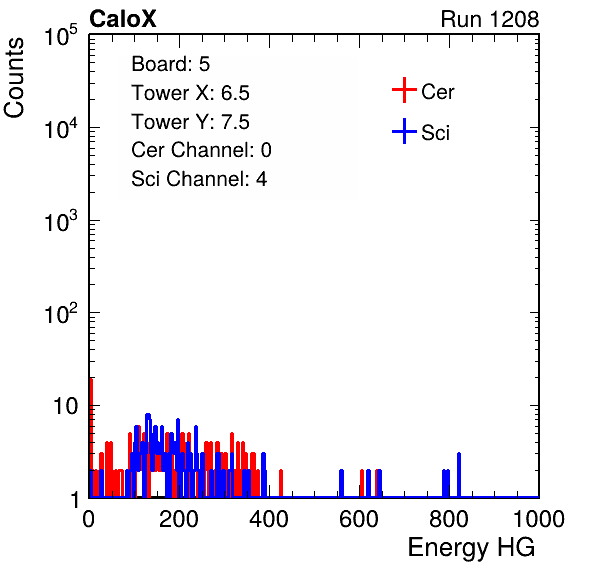 CaloX Run 1208
Counts
10^5
10^4
10^3
10^2
10
1
Board: 5
Tower X: 6.5
Tower Y: 7.5
Cer Channel: 0
Sci Channel: 4
Cer
Sci
0 200 400 600 800 1000
Energy HG